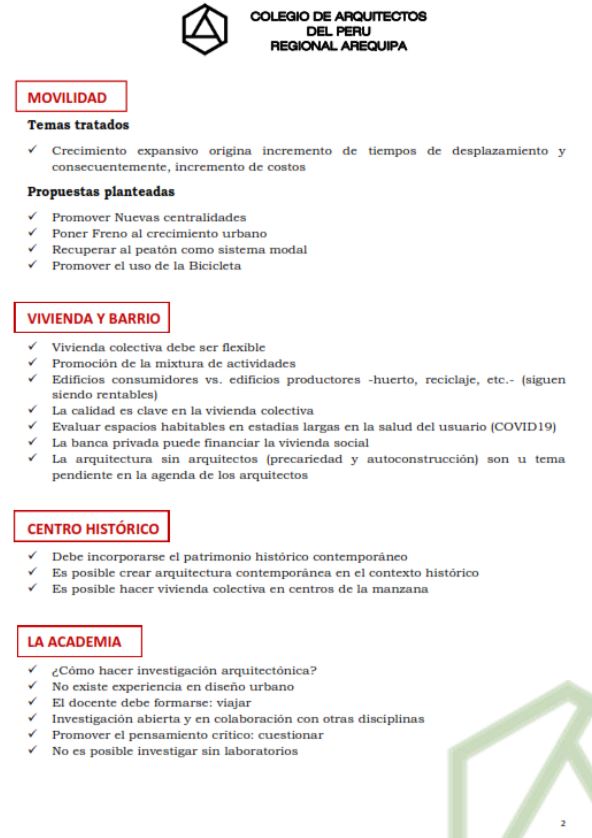 COLEGIO DE ARQUITECTOS
DEL PERU
REGIONAL AREQUIPA
MOVILIDAD
Temas tratados
✓ Crecimiento expansivo origina incremento de tiempos de desplazamiento y
consecuentemente, incremento de costos
Propuestas planteadas
✓ Promover Nuevas centralidades
✓ Poner Freno al crecimiento urbano
✓ Recuperar al peatón como sistema modal
✓ Promover el uso de la Bicicleta
VIVIENDA Y BARRIO
✓ Vivienda colectiva debe ser flexible
✓ Promoción de la mixtura de actividades
✓ Edificios consumidores vs. edificios productores -huerto, reciclaje, etc.- (siguen
siendo rentables)
✓ La calidad es clave en la vivienda colectiva
✓ Evaluar espacios habitables en estadías largas en la salud del usuario (COVID19)
✓ La banca privada puede financiar la vivienda social
✓ La arquitectura sin arquitectos (precariedad y autoconstrucción) son u tema
pendiente en la agenda de los arquitectos
CENTRO HISTÓRICO
✓ Debe incorporarse el patrimonio histórico contemporáneo
✓ Es posible crear arquitectura contemporánea en el contexto histórico
✓ Es posible hacer vivienda colectiva en centros de la manzana
LA ACADEMIA
✓ ¿Cómo hacer investigación arquitectónica?
✓ No existe experiencia en diseño urbano
✓ El docente debe formarse: viajar
✓ Investigación abierta y en colaboración con otras disciplinas
✓ Promover el pensamiento crítico: cuestionar
✓ No es posible investigar sin laboratorios
2